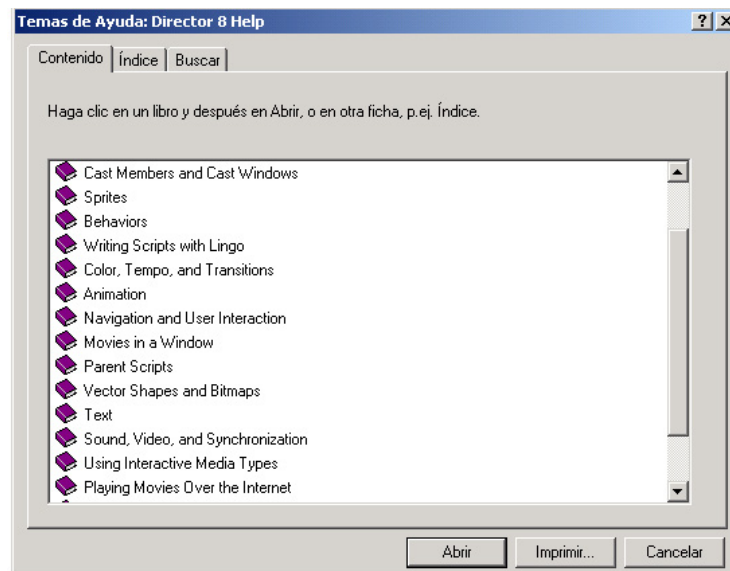 Temas de Ayuda: Director 8 Help
Contenido Índice Buscar
Haga clic en un libro y después en Abrir, o en otra ficha, p.ej. Índice.
Cast Members and Cast Windows
Sprites
Behaviors
Writing Scripts with Lingo
Color, Tempo, and Transitions
Animation
Navigation and User Interaction
Movies in a Window
Parent Scripts
Vector Shapes and Bitmaps
Text
Sound, Video, and Synchronization
Using Interactive Media Types
Playing Movies Over the Internet
Abrir Imprimir... Cancelar